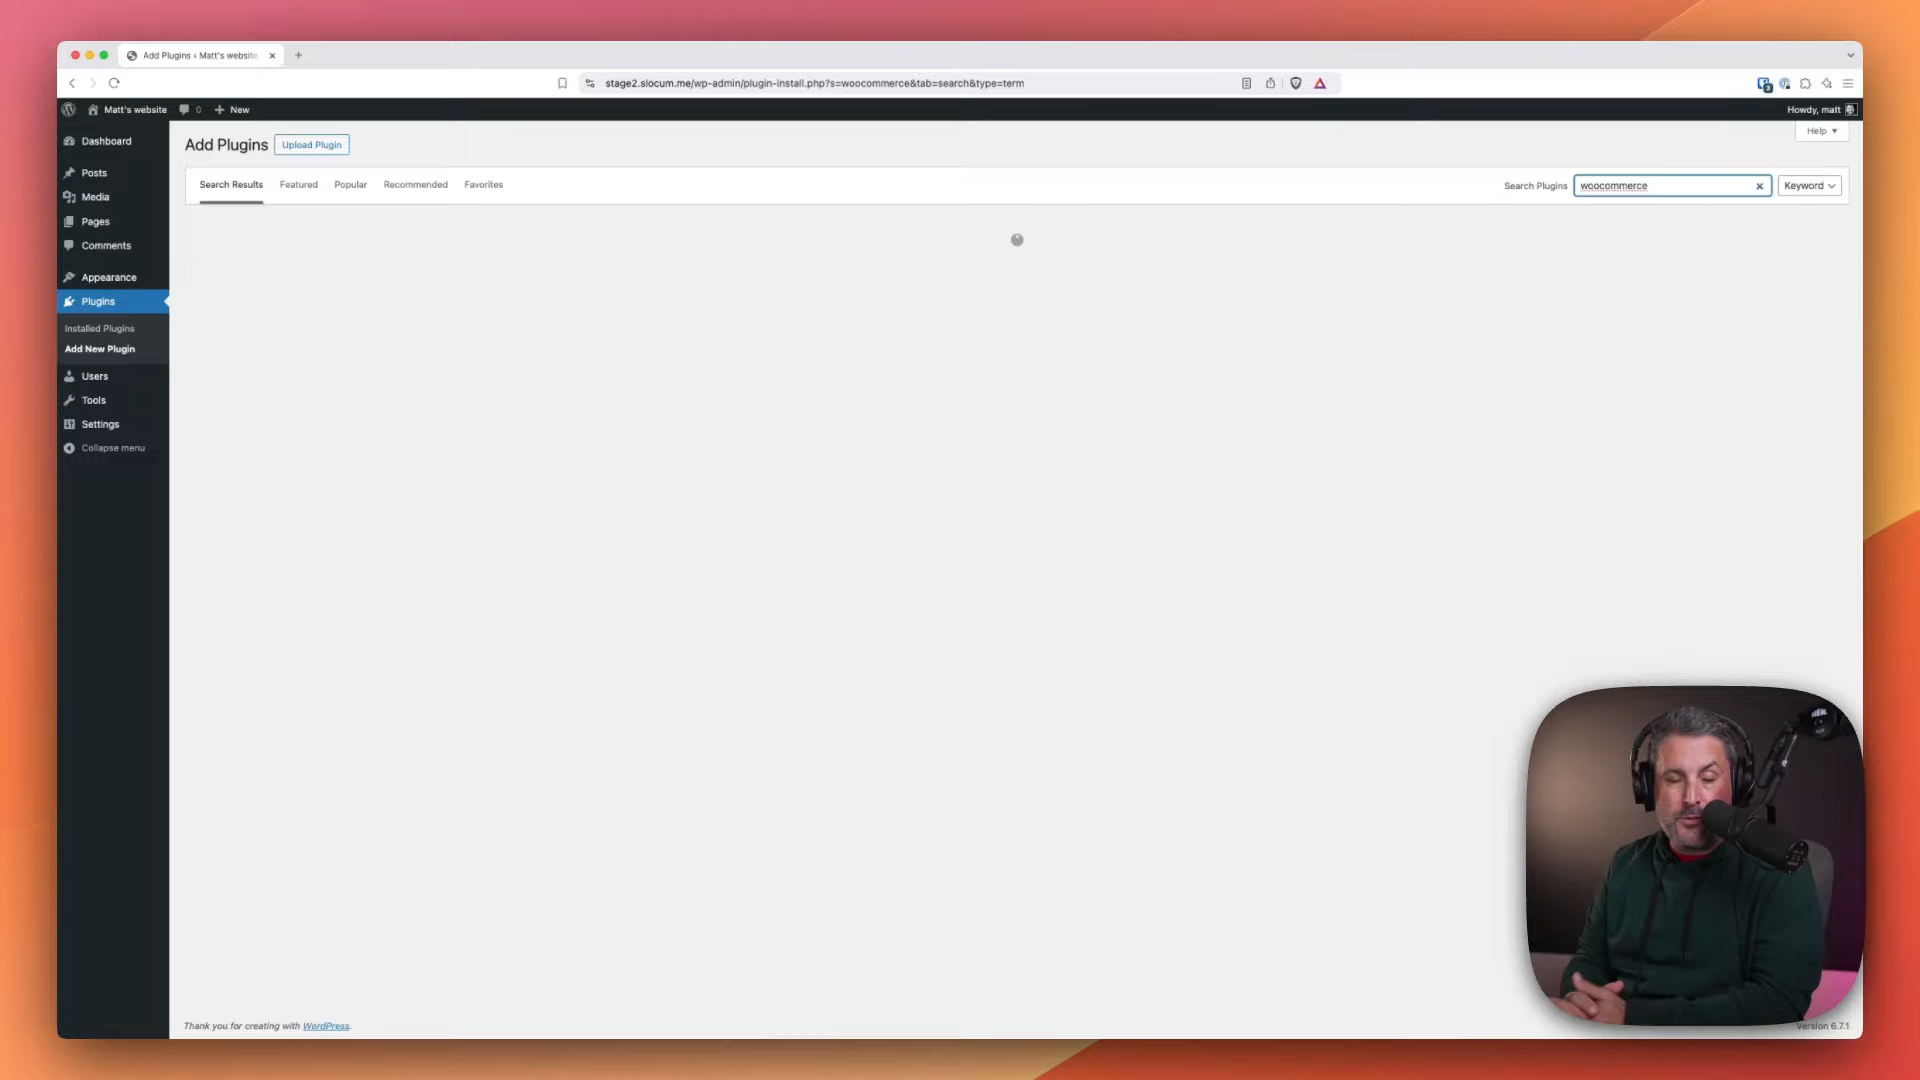 Add Plugins ‹ Matt's website
stage2.slocum.me/wp-admin/plugin-install.php?s=woocommerce&tab=search&type=term
Matt's website
0
New
Howdy, matt
Help
Dashboard
Posts
Media
Pages
Comments
Appearance
Plugins
Installed Plugins
Add New Plugin
Users
Tools
Settings
Collapse menu
Add Plugins
Upload Plugin
Search Results
Featured
Popular
Recommended
Favorites
Search Plugins
woocommerce
Keyword
Thank you for creating with WordPress.
Version 6.7.1